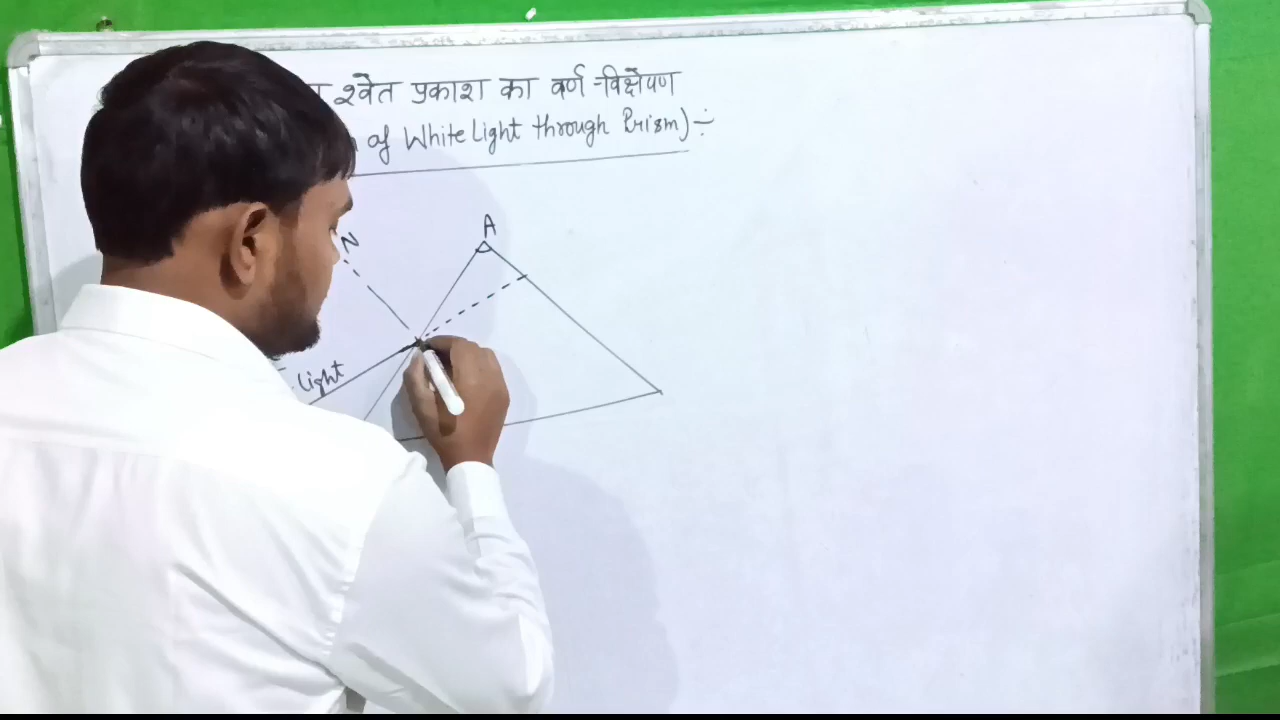 श्वेत प्रकाश का वर्ण-विक्षेपण
of White Light through Prism) ÷
A
N
Light